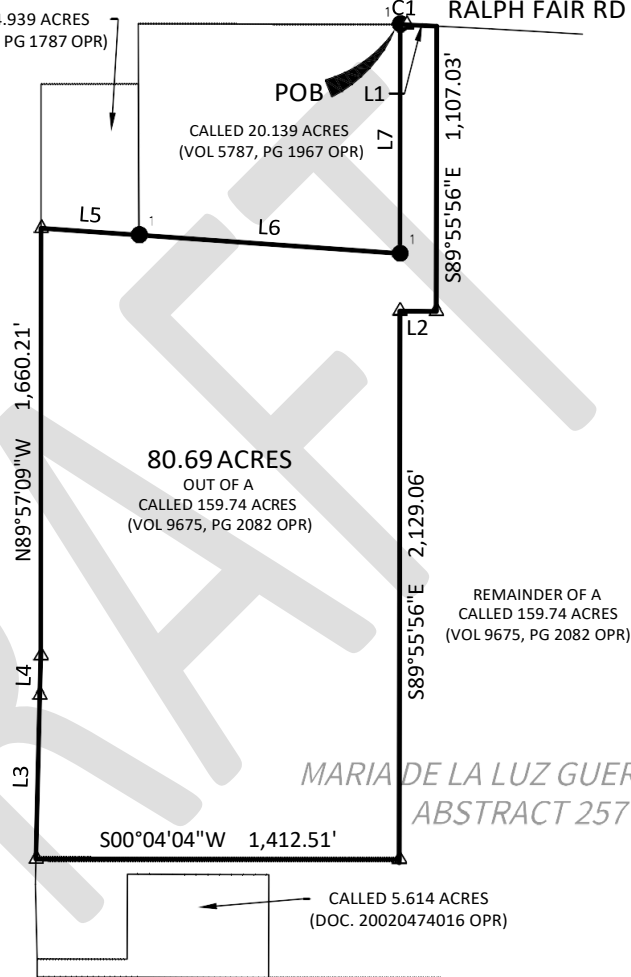 C1
RALPH FAIR RD
.939 ACRES
PG 1787 OPR)
1
POB
L1
1,107.03'
S89°55'56"E
CALLED 20.139 ACRES
(VOL 5787, PG 1967 OPR)
L7
L5
1
L6
1
L2
1,660.21'
N89°57'09"W
80.69 ACRES
OUT OF A
CALLED 159.74 ACRES
(VOL 9675, PG 2082 OPR)
2,129.06'
S89°55'56"E
REMAINDER OF A
CALLED 159.74 ACRES
(VOL 9675, PG 2082 OPR)
L4
L3
MARIA DE LA LUZ GUER
ABSTRACT 257
S00°04'04"W 1,412.51'
CALLED 5.614 ACRES
(DOC. 20020474016 OPR)